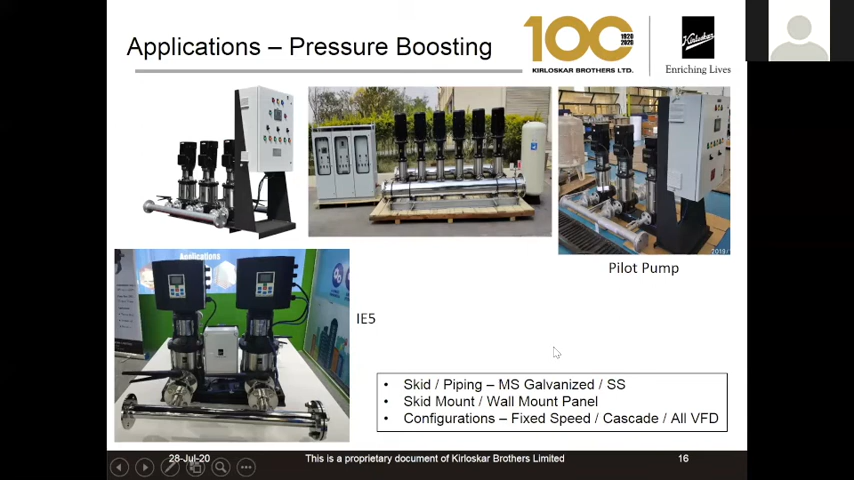 Applications – Pressure Boosting
100
1920
2020
KIRLOSKAR BROTHERS LTD.
Kirloskar
Enriching Lives
2019/
Pilot Pump
Applications
IE5
• Skid / Piping – MS Galvanized / SS
• Skid Mount / Wall Mount Panel
• Configurations – Fixed Speed / Cascade / All VFD
28-Jul-20
This is a proprietary document of Kirloskar Brothers Limited
16